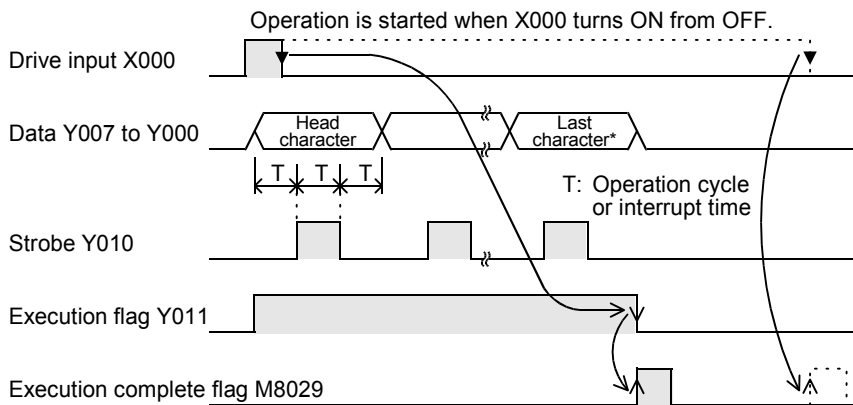 Operation is started when X000 turns ON from OFF.
Drive input X000
Data Y007 to Y000
Head
character
Last
character*
T T T
T: Operation cycle
or interrupt time
Strobe Y010
Execution flag Y011
Execution complete flag M8029